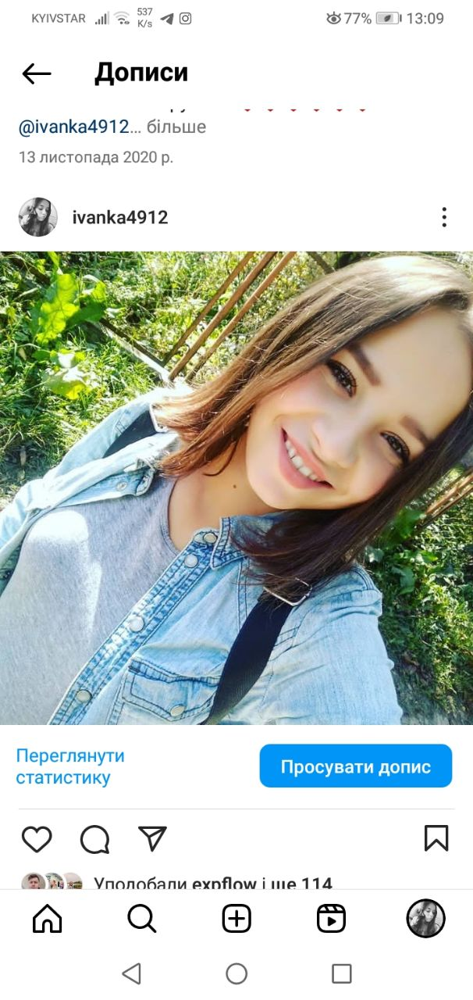 KYIVSTAR 537 K/s 77% 13:09
Дописи
@ivanka4912... більше
13 листопада 2020 р.
ivanka4912
Переглянути
статистику
Просувати допис
Уподобали expflow і ще 114